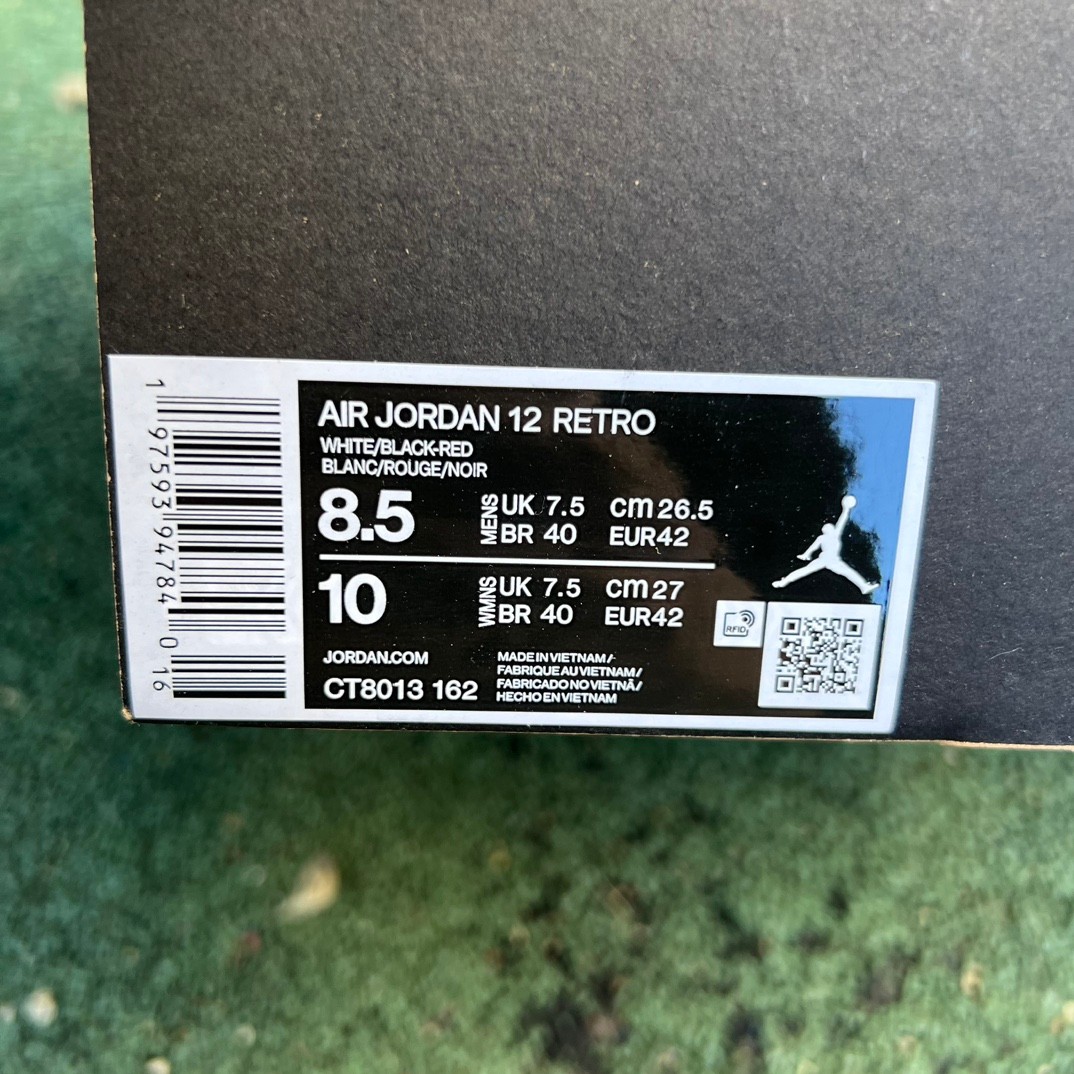 AIR JORDAN 12 RETRO
WHITE/BLACK-RED
BLANC/ROUGE/NOIR
8.5 MENS UK 7.5 cm 26.5
BR 40 EUR42
10 WMNS UK 7.5 cm 27
BR 40 EUR42
RFID
JORDAN.COM
CT8013 162
MADE IN VIETNAM /
FABRIQUE AU VIETNAM /
FABRICADO NO VIETNÃ /
HECHO EN VIETNAM
1 97593 94784 0 16